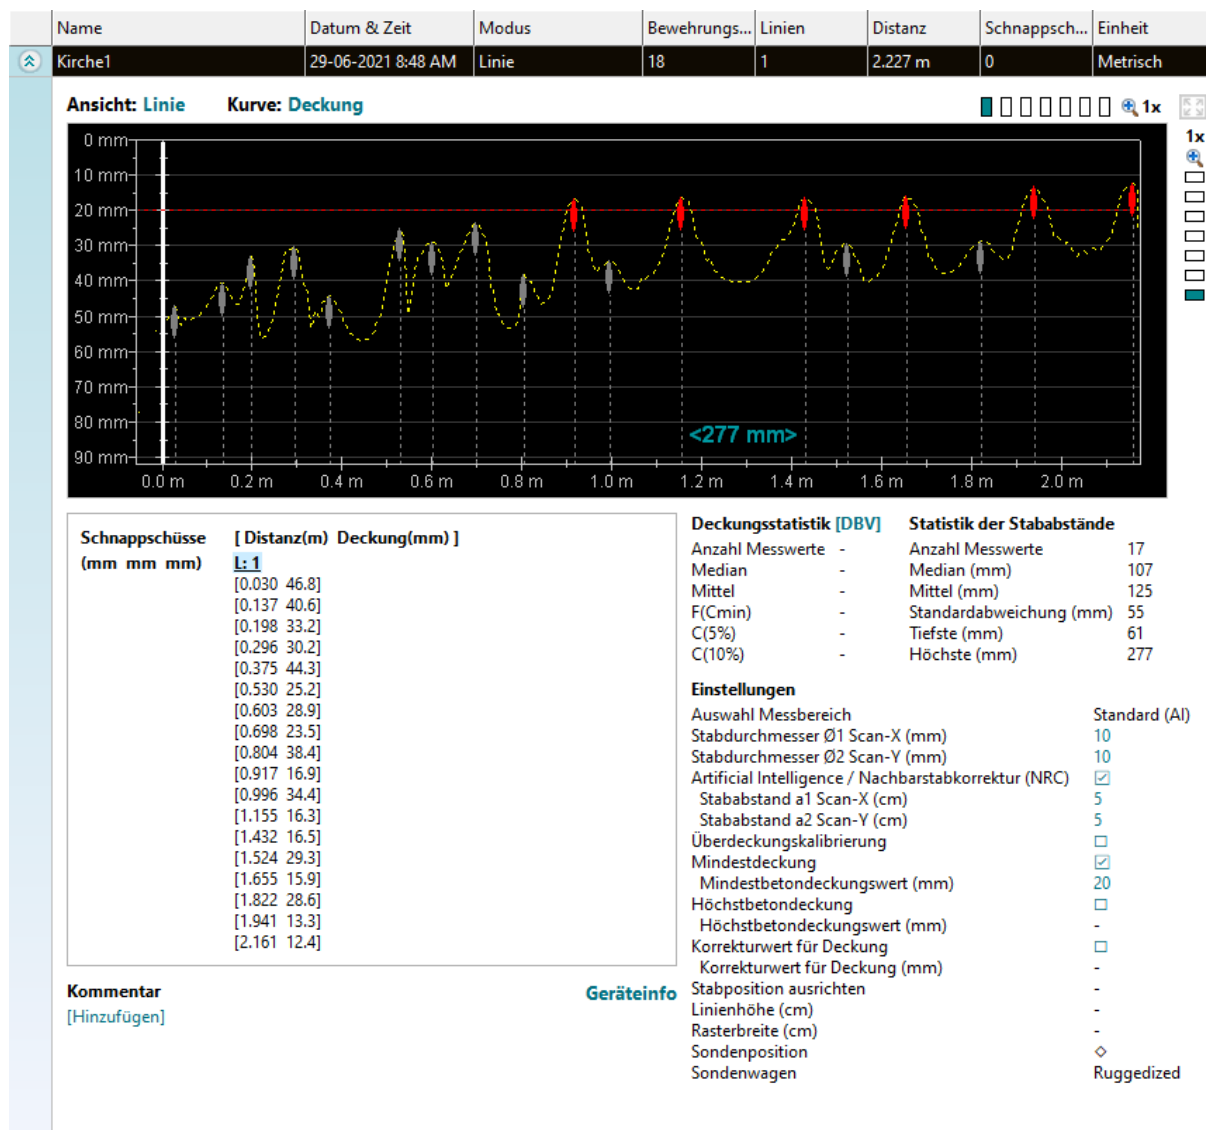 Name Datum & Zeit Modus Bewehrungs... Linien Distanz Schnappsch... Einheit
Kirche1 29-06-2021 8:48 AM Linie 18 1 2.227 m 0 Metrisch
Ansicht: Linie Kurve: Deckung 1x
1x
0 mm
10 mm
20 mm
30 mm
40 mm
50 mm
60 mm
70 mm
80 mm
90 mm
<277 mm>
0.0 m 0.2 m 0.4 m 0.6 m 0.8 m 1.0 m 1.2 m 1.4 m 1.6 m 1.8 m 2.0 m
Schnappschüsse [ Distanz(m) Deckung(mm) ]
(mm mm mm) L: 1
[0.030 46.8]
[0.137 40.6]
[0.198 33.2]
[0.296 30.2]
[0.375 44.3]
[0.530 25.2]
[0.603 28.9]
[0.698 23.5]
[0.804 38.4]
[0.917 16.9]
[0.996 34.4]
[1.155 16.3]
[1.432 16.5]
[1.524 29.3]
[1.655 15.9]
[1.822 28.6]
[1.941 13.3]
[2.161 12.4]
Kommentar Geräteinfo
[Hinzufügen]
Deckungsstatistik [DBV]
Anzahl Messwerte -
Median -
Mittel -
F(Cmin) -
C(5%) -
C(10%) -
Statistik der Stababstände
Anzahl Messwerte 17
Median (mm) 107
Mittel (mm) 125
Standardabweichung (mm) 55
Tiefste (mm) 61
Höchste (mm) 277
Einstellungen
Auswahl Messbereich Standard (AI)
Stabdurchmesser Ø1 Scan-X (mm) 10
Stabdurchmesser Ø2 Scan-Y (mm) 10
Artificial Intelligence / Nachbarstabkorrektur (NRC)
Stababstand a1 Scan-X (cm) 5
Stababstand a2 Scan-Y (cm) 5
Überdeckungskalibrierung
Mindestdeckung
Mindestbetondeckungswert (mm) 20
Höchstbetondeckung
Höchstbetondeckungswert (mm) -
Korrekturwert für Deckung
Korrekturwert für Deckung (mm) -
Stabposition ausrichten -
Linienhöhe (cm) -
Rasterbreite (cm) -
Sondenposition
Sondenwagen Ruggedized